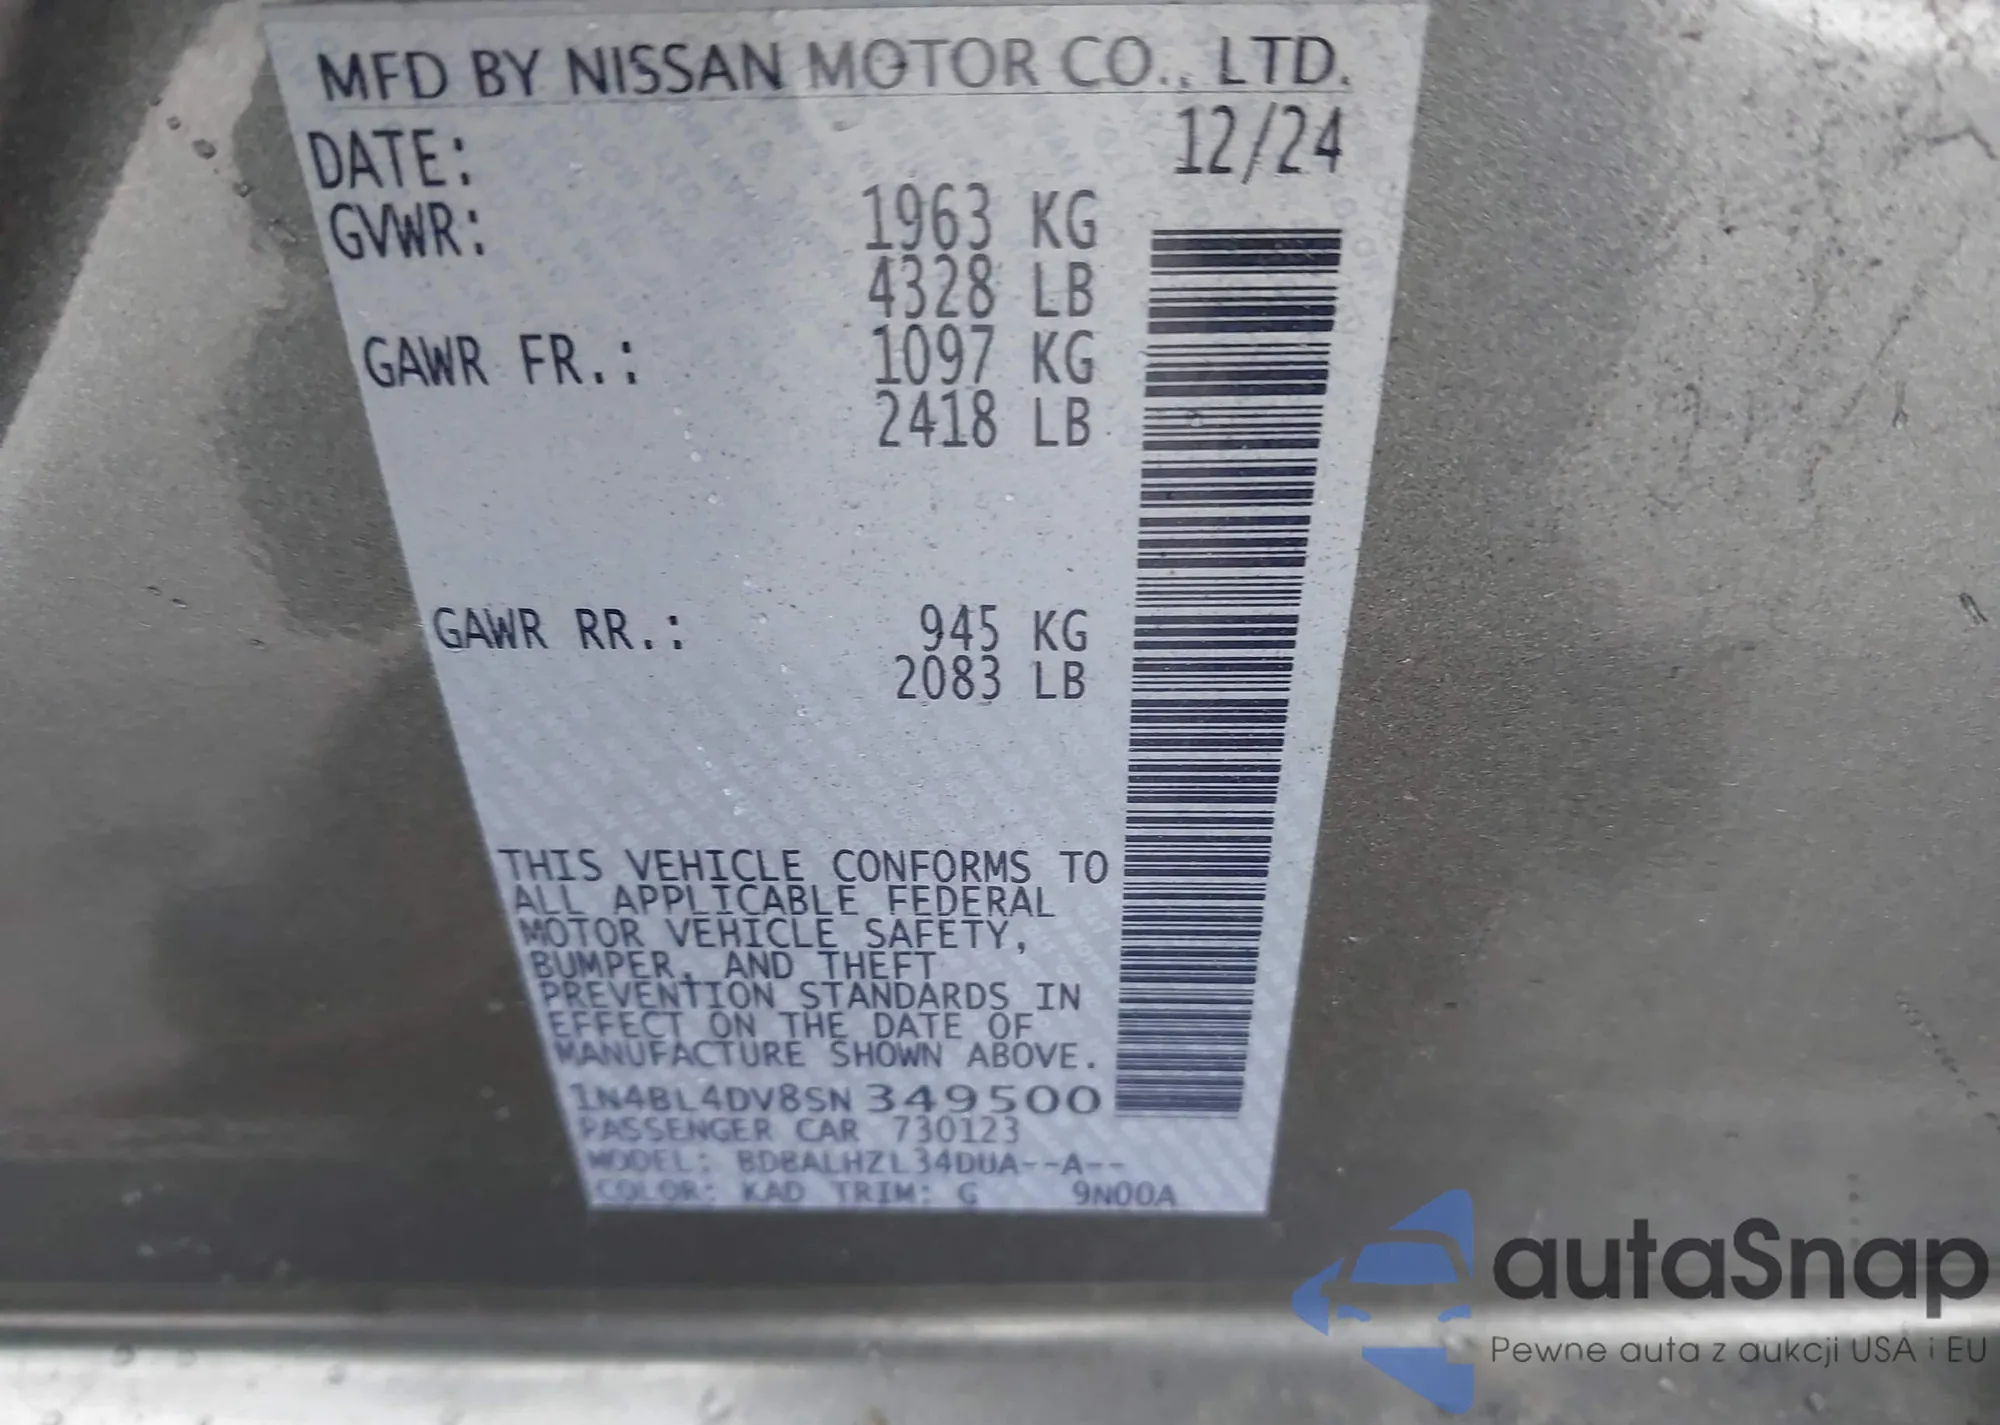 MFD BY NISSAN MOTOR CO., LTD.
DATE: 12/24
GVWR: 1963 KG
4328 LB
GAWR FR.: 1097 KG
2418 LB
GAWR RR.: 945 KG
2083 LB
THIS VEHICLE CONFORMS TO
ALL APPLICABLE FEDERAL
MOTOR VEHICLE SAFETY,
BUMPER, AND THEFT
PREVENTION STANDARDS IN
EFFECT ON THE DATE OF
MANUFACTURE SHOWN ABOVE.
1N4BL4DV8SN349500
PASSENGER CAR 730123
MODEL: BDBALHZL34DUA--A--
COLOR: KAD TRIM: G 9N00A
autaSnap
Pewne auta z aukcji USA i EU